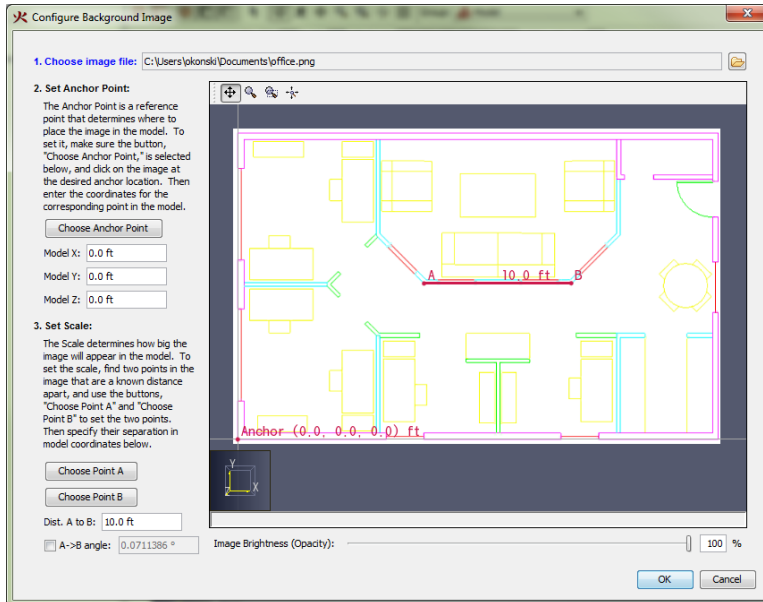 Configure Background Image
1. Choose image file: C:\Users\pkonski\Documents\office.png
2. Set Anchor Point:
The Anchor Point is a reference
point that determines where to
place the image in the model. To
set it, make sure the button,
"Choose Anchor Point," is selected
below, and click on the image at
the desired anchor location. Then
enter the coordinates for the
corresponding point in the model.
Choose Anchor Point
Model X: 0.0 ft
Model Y: 0.0 ft
Model Z: 0.0 ft
3. Set Scale:
The Scale determines how big the
image will appear in the model. To
set the scale, find two points in the
image that are a known distance
apart, and use the buttons,
"Choose Point A" and "Choose
Point B" to set the two points.
Then specify their separation in
model coordinates below.
Choose Point A
Choose Point B
Dist. A to B: 10.0 ft
A->B angle: 0.0711386 °
A 10.0 ft B
Anchor (0.0, 0.0, 0.0) ft
Y
Z X
Image Brightness (Opacity): 100 %
OK Cancel